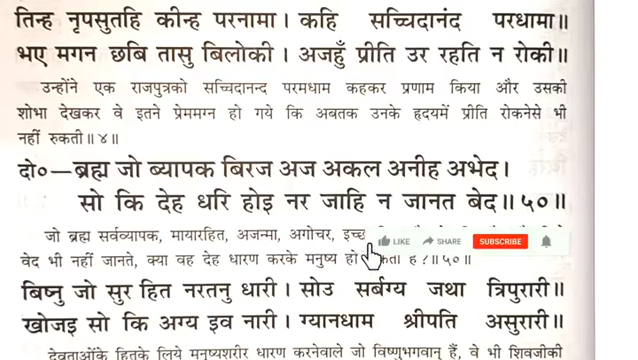 तिन्ह नृपसुतहि कीन्ह परनामा। कहि सच्चिदानंद परधामा॥
भए मगन छबि तासु बिलोकी। अजहुँ प्रीति उर रहति न रोकी॥
उन्होंने एक राजपुत्रको सच्चिदानन्द परमधाम कहकर प्रणाम किया और उसकी
शोभा देखकर वे इतने प्रेममग्न हो गये कि अबतक उनके हृदयमें प्रीति रोकनेसे भी
नहीं रुकती॥४॥
दो०—ब्रह्म जो ब्यापक बिरज अज अकल अनीह अभेद।
सो कि देह धरि होइ नर जाहि न जानत बेद॥५०॥
जो ब्रह्म सर्वव्यापक, मायारहित, अजन्मा, अगोचर,
LIKE SHARE SUBSCRIBE
वेद भी नहीं जानते, क्या वह देह धारण करके मनुष्य हो है?॥५०॥
बिष्नु जो सुर हित नरतनु धारी। सोउ सर्बग्य जथा त्रिपुरारी॥
खोजइ सो कि अग्य इव नारी। ग्यानधाम श्रीपति असुरारी॥
देवताओंके हितके लिये मनुष्यशरीर धारण करनेवाले जो विष्णुभगवान् हैं, वे भी शिवजीकी